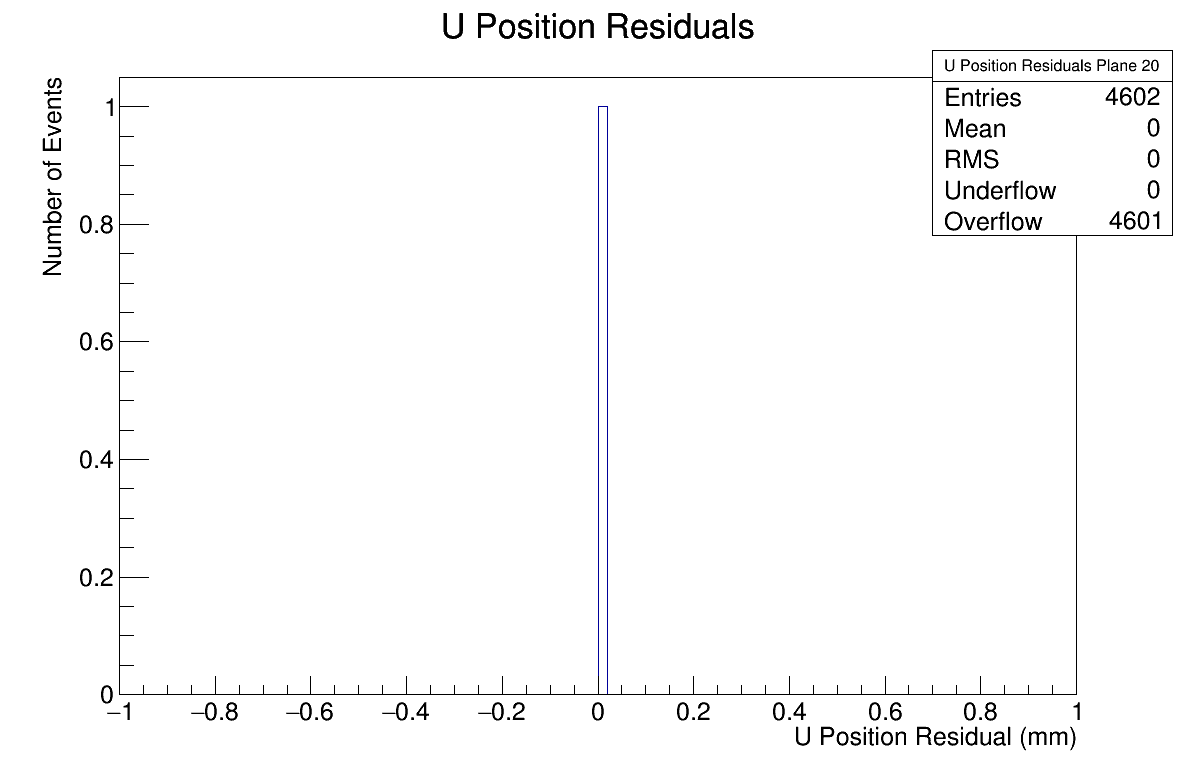 U Position Residuals
U Position Residuals Plane 20
Entries 4602
Mean 0
RMS 0
Underflow 0
Overflow 4601
Number of Events
1
0.8
0.6
0.4
0.2
0
−1 −0.8 −0.6 −0.4 −0.2 0 0.2 0.4 0.6 0.8 1
U Position Residual (mm)